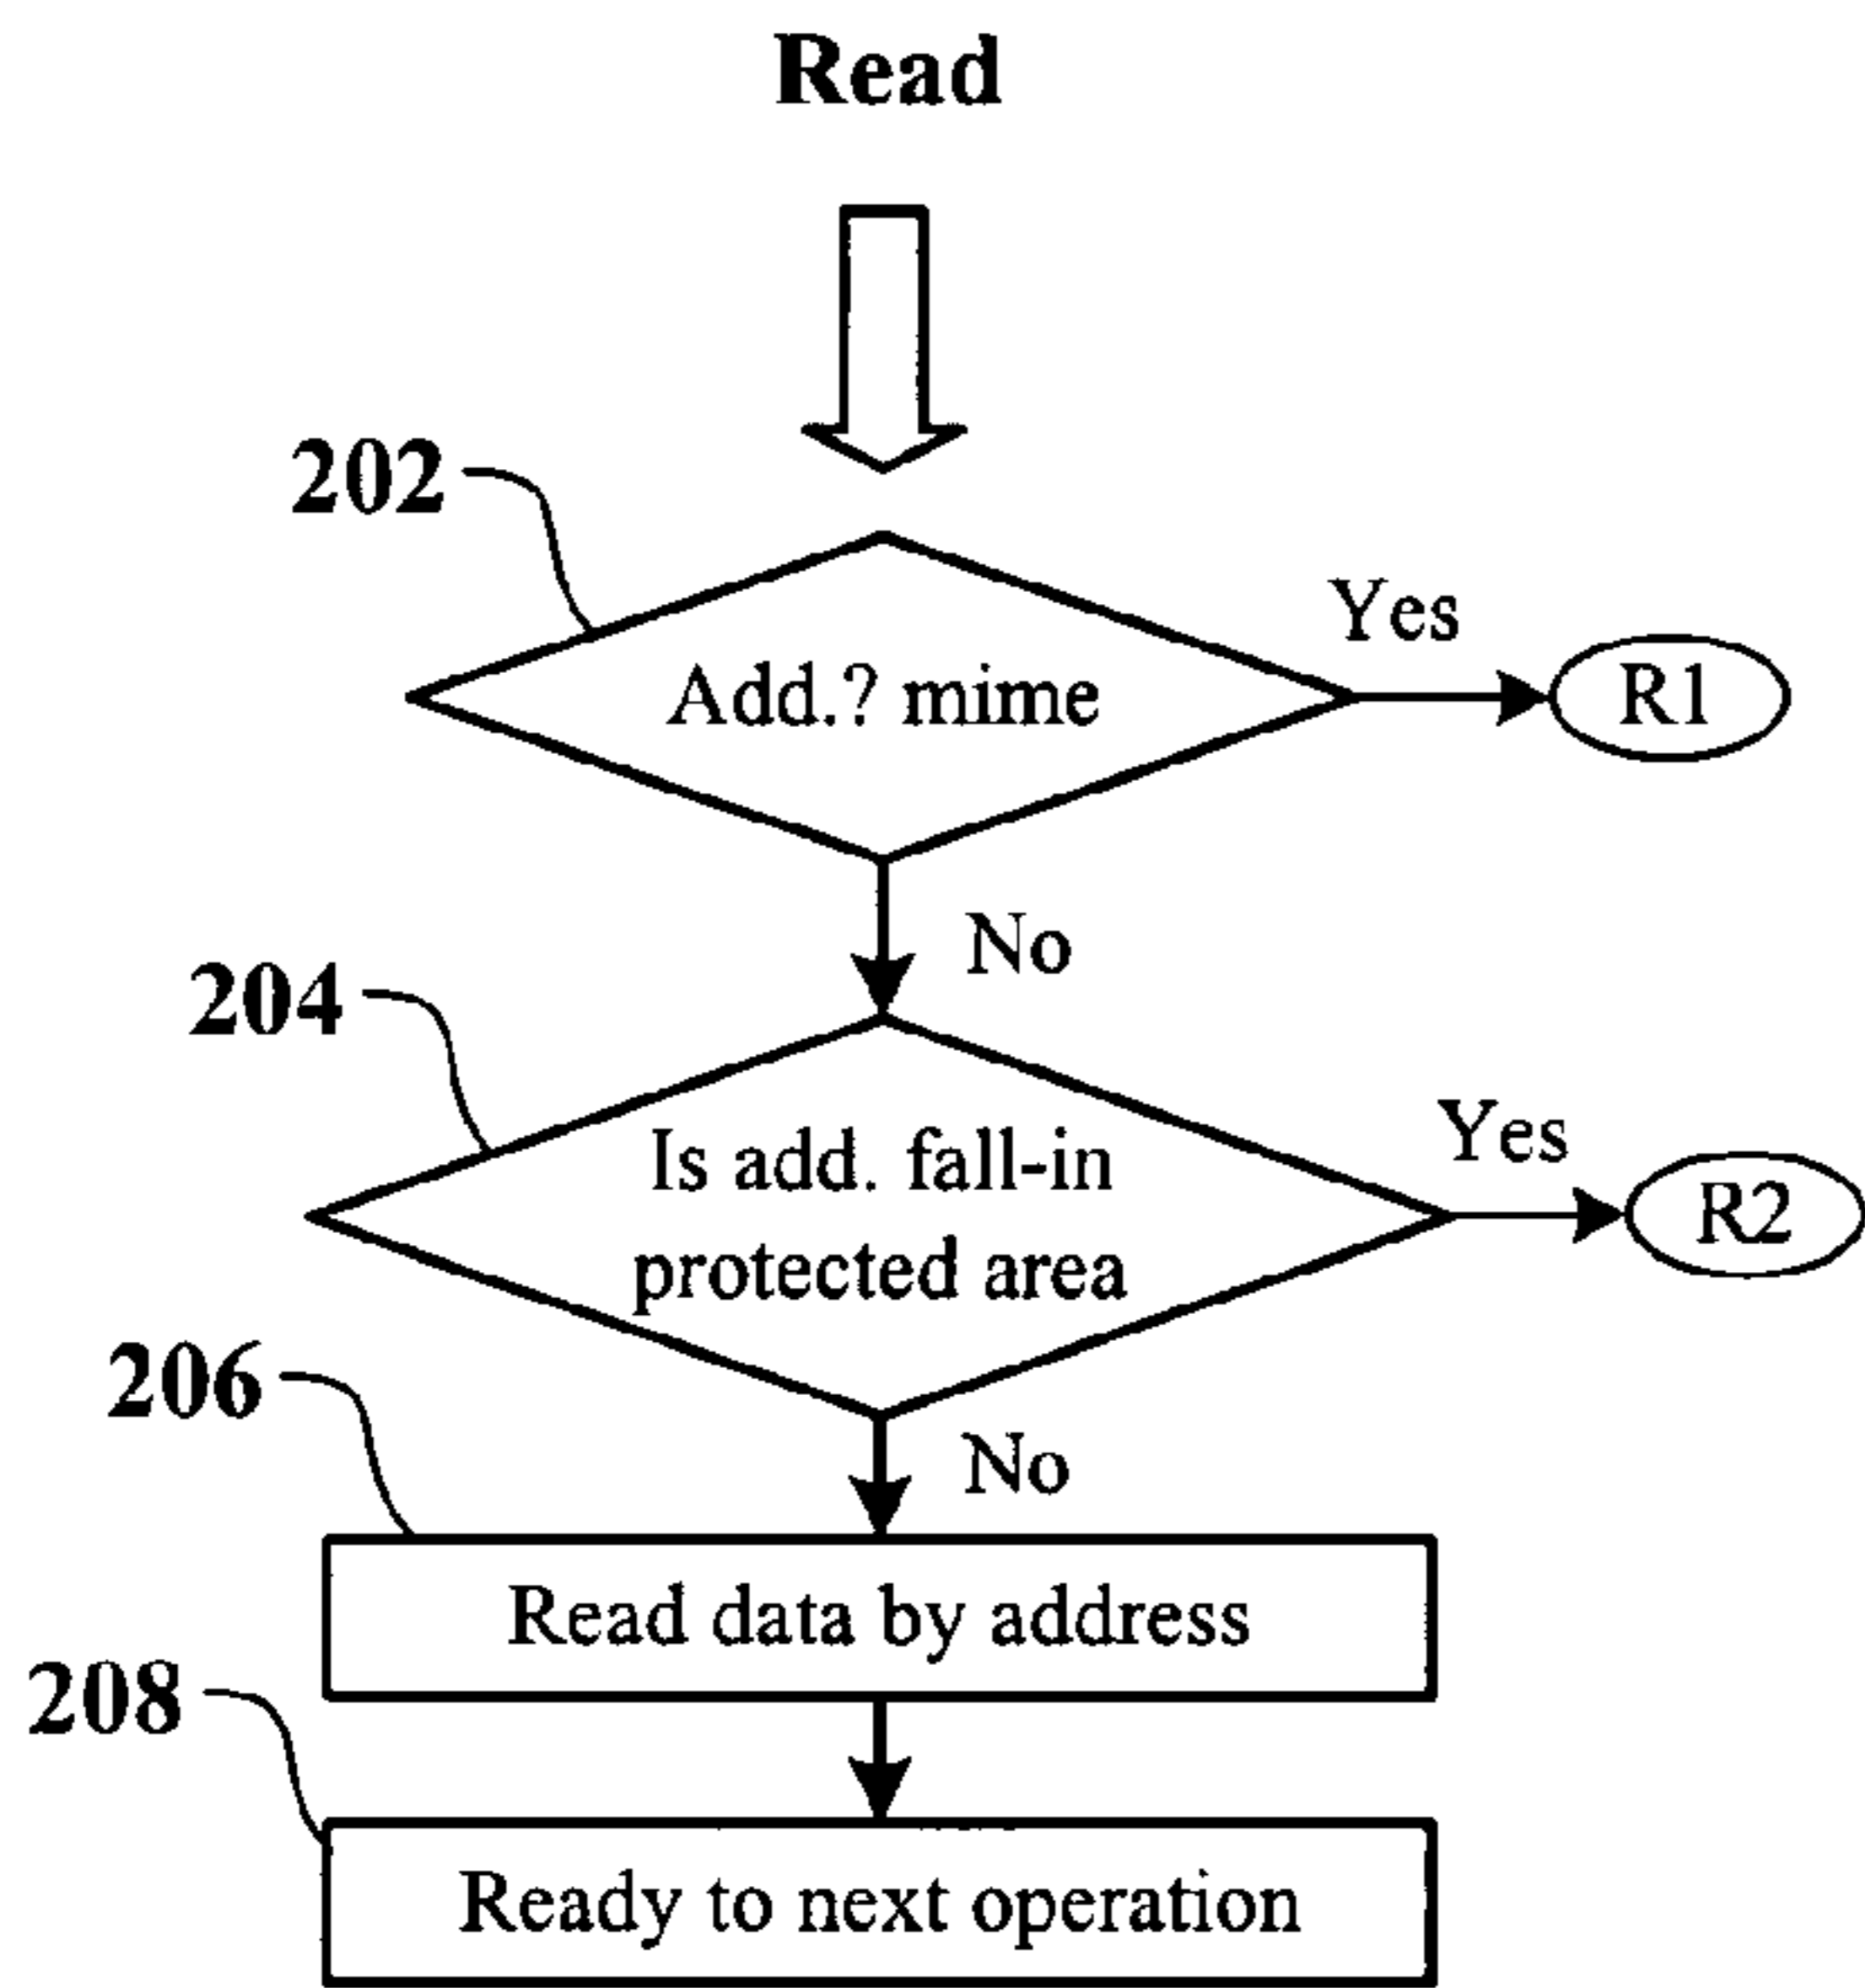 Read
202
Add.? mime
Yes
R1
No
204
Is add. fall-in
protected area
Yes
R2
No
206
Read data by address
208
Ready to next operation